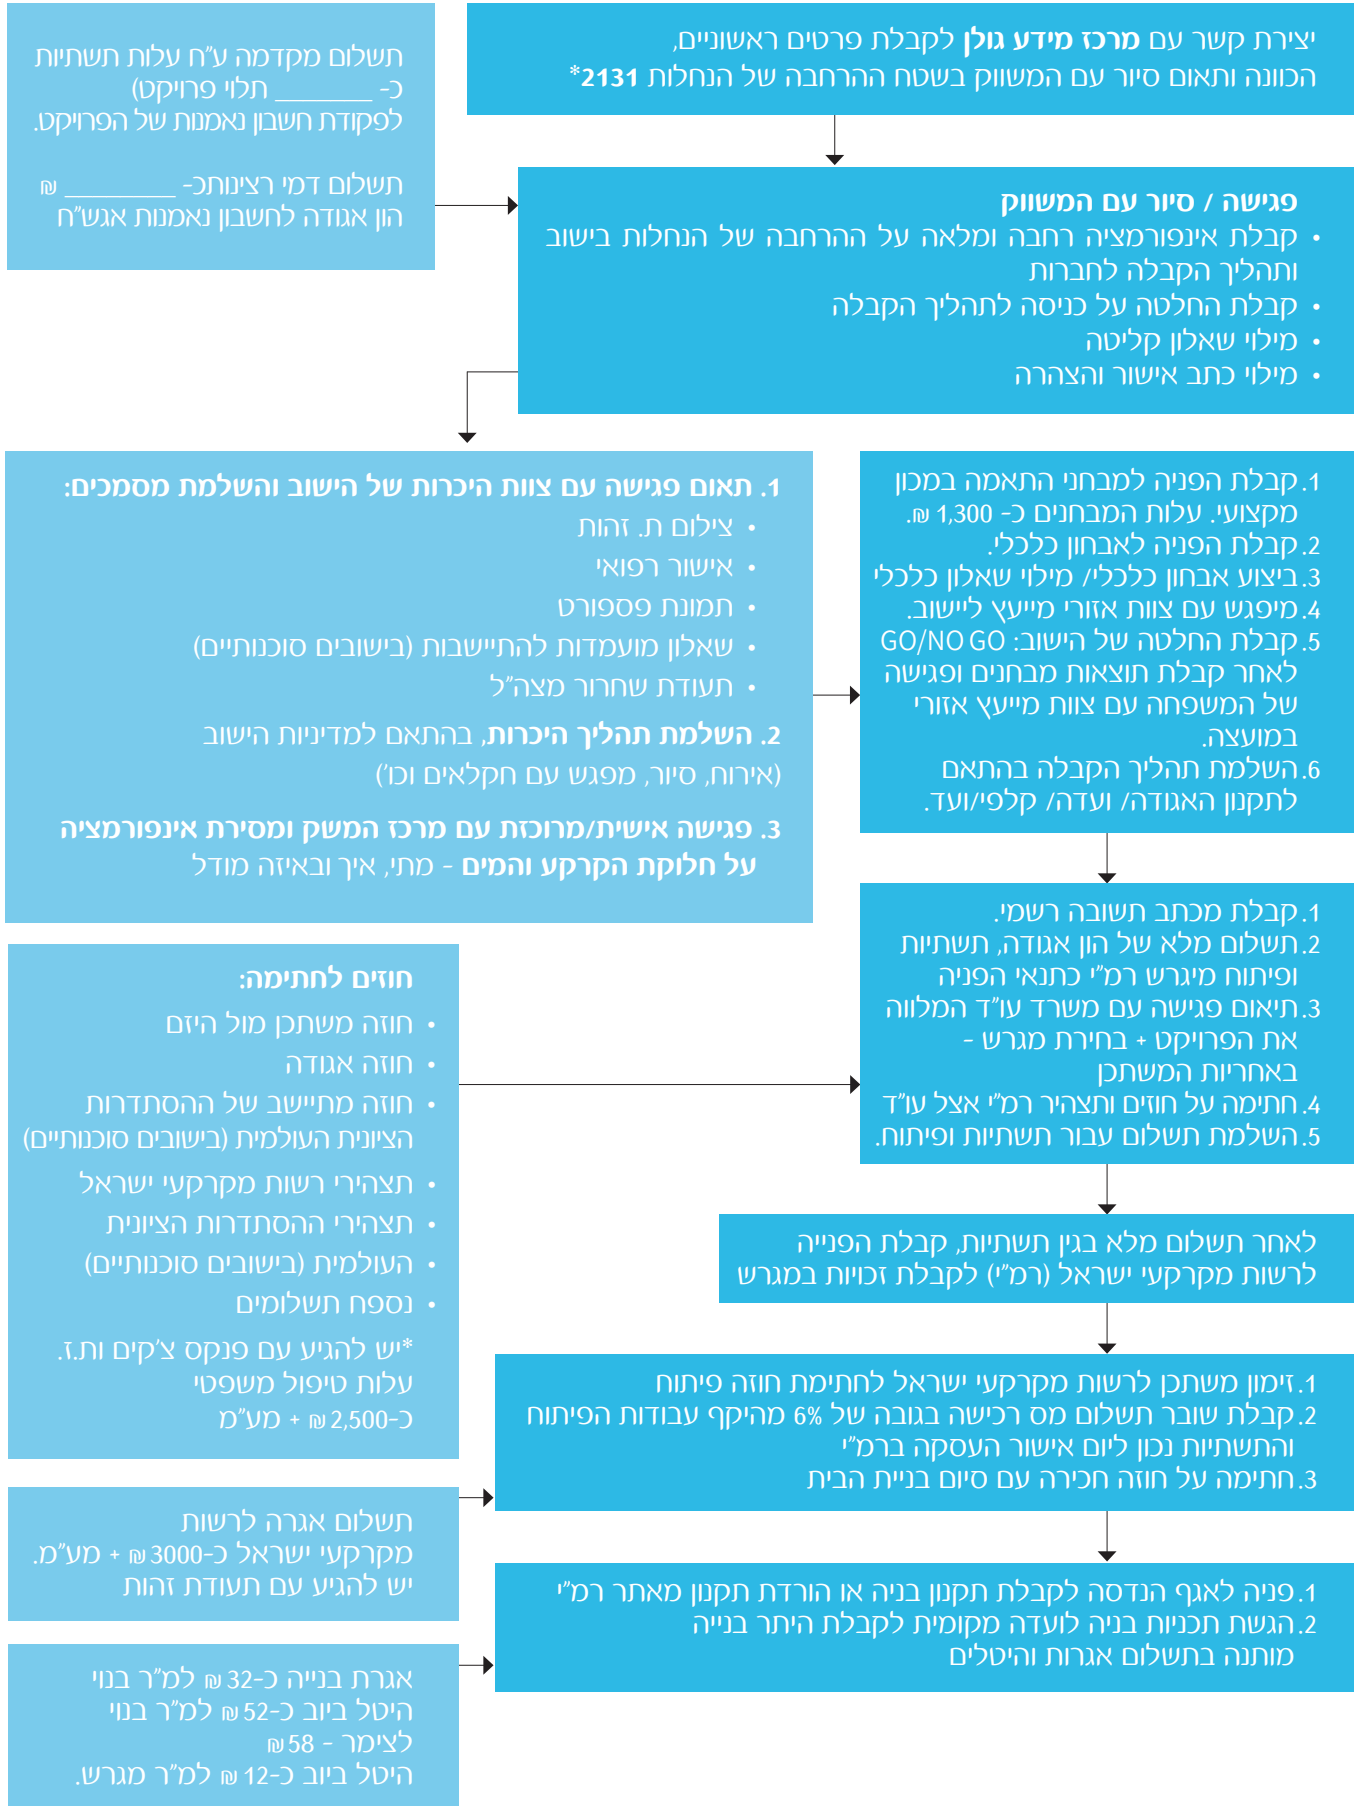 יצירת קשר עם מרכז מידע גולן לקבלת פרטים ראשוניים,
הכוונה ותאום סיור עם המשווק בשטח ההרחבה של הנחלות 2131*
תשלום מקדמה ע"ח עלות תשתיות
כ- ________ תלוי פרויקט)
לפקודת חשבון נאמנות של הפרויקט.
תשלום דמי רצינותכ- _________ ₪
הון אגודה לחשבון נאמנות אגש"ח
פגישה / סיור עם המשווק
• קבלת אינפורמציה רחבה ומלאה על ההרחבה של הנחלות בישוב
ותהליך הקבלה לחברות
• קבלת החלטה על כניסה לתהליך הקבלה
• מילוי שאלון קליטה
• מילוי כתב אישור והצהרה
1. תאום פגישה עם צוות היכרות של הישוב והשלמת מסמכים:
• צילום ת. זהות
• אישור רפואי
• תמונת פספורט
• שאלון מועמדות להתיישבות (בישובים סוכנותיים)
• תעודת שחרור מצה"ל
2. השלמת תהליך היכרות, בהתאם למדיניות הישוב
(אירוח, סיור, מפגש עם חקלאים וכו')
3. פגישה אישית/מרוכזת עם מרכז המשק ומסירת אינפורמציה
על חלוקת הקרקע והמים - מתי, איך ובאיזה מודל
1. קבלת הפניה למבחני התאמה במכון
מקצועי. עלות המבחנים כ- 1,300 ₪.
2. קבלת הפניה לאבחון כלכלי.
3. ביצוע אבחון כלכלי/ מילוי שאלון כלכלי
4. מיפגש עם צוות אזורי מייעץ ליישוב.
5. קבלת החלטה של הישוב: GO/NO GO
לאחר קבלת תוצאות מבחנים ופגישה
של המשפחה עם צוות מייעץ אזורי
במועצה.
6. השלמת תהליך הקבלה בהתאם
לתקנון האגודה/ ועדה/ קלפי/ועד.
1. קבלת מכתב תשובה רשמי.
2. תשלום מלא של הון אגודה, תשתיות
ופיתוח מיגרש רמ"י כתנאי הפניה
3. תיאום פגישה עם משרד עו"ד המלווה
את הפרויקט + בחירת מגרש -
באחריות המשתכן
4. חתימה על חוזים ותצהיר רמ"י אצל עו"ד
5. השלמת תשלום עבור תשתיות ופיתוח.
חוזים לחתימה:
• חוזה משתכן מול היזם
• חוזה אגודה
• חוזה מתיישב של ההסתדרות
הציונית העולמית (בישובים סוכנותיים)
• תצהירי רשות מקרקעי ישראל
• תצהירי ההסתדרות הציונית
• העולמית (בישובים סוכנותיים)
• נספח תשלומים
*יש להגיע עם פנקס צ'קים ות.ז.
עלות טיפול משפטי
כ-2,500 ₪ + מע"מ
לאחר תשלום מלא בגין תשתיות, קבלת הפנייה
לרשות מקרקעי ישראל (רמ"י) לקבלת זכויות במגרש
1. זימון משתכן לרשות מקרקעי ישראל לחתימת חוזה פיתוח
2. קבלת שובר תשלום מס רכישה בגובה של 6% מהיקף עבודות הפיתוח
והתשתיות נכון ליום אישור העסקה ברמ"י
3. חתימה על חוזה חכירה עם סיום בניית הבית
תשלום אגרה לרשות
מקרקעי ישראל כ-3000 ₪ + מע"מ.
יש להגיע עם תעודת זהות
1. פניה לאגף הנדסה לקבלת תקנון בניה או הורדת תקנון מאתר רמ"י
2. הגשת תכניות בניה לועדה מקומית לקבלת היתר בנייה
מותנה בתשלום אגרות והיטלים
אגרת בנייה כ-32 ₪ למ"ר בנוי
היטל ביוב כ-52 ₪ למ"ר בנוי
לצימר - 58 ₪
היטל ביוב כ-12 ₪ למ"ר מגרש.